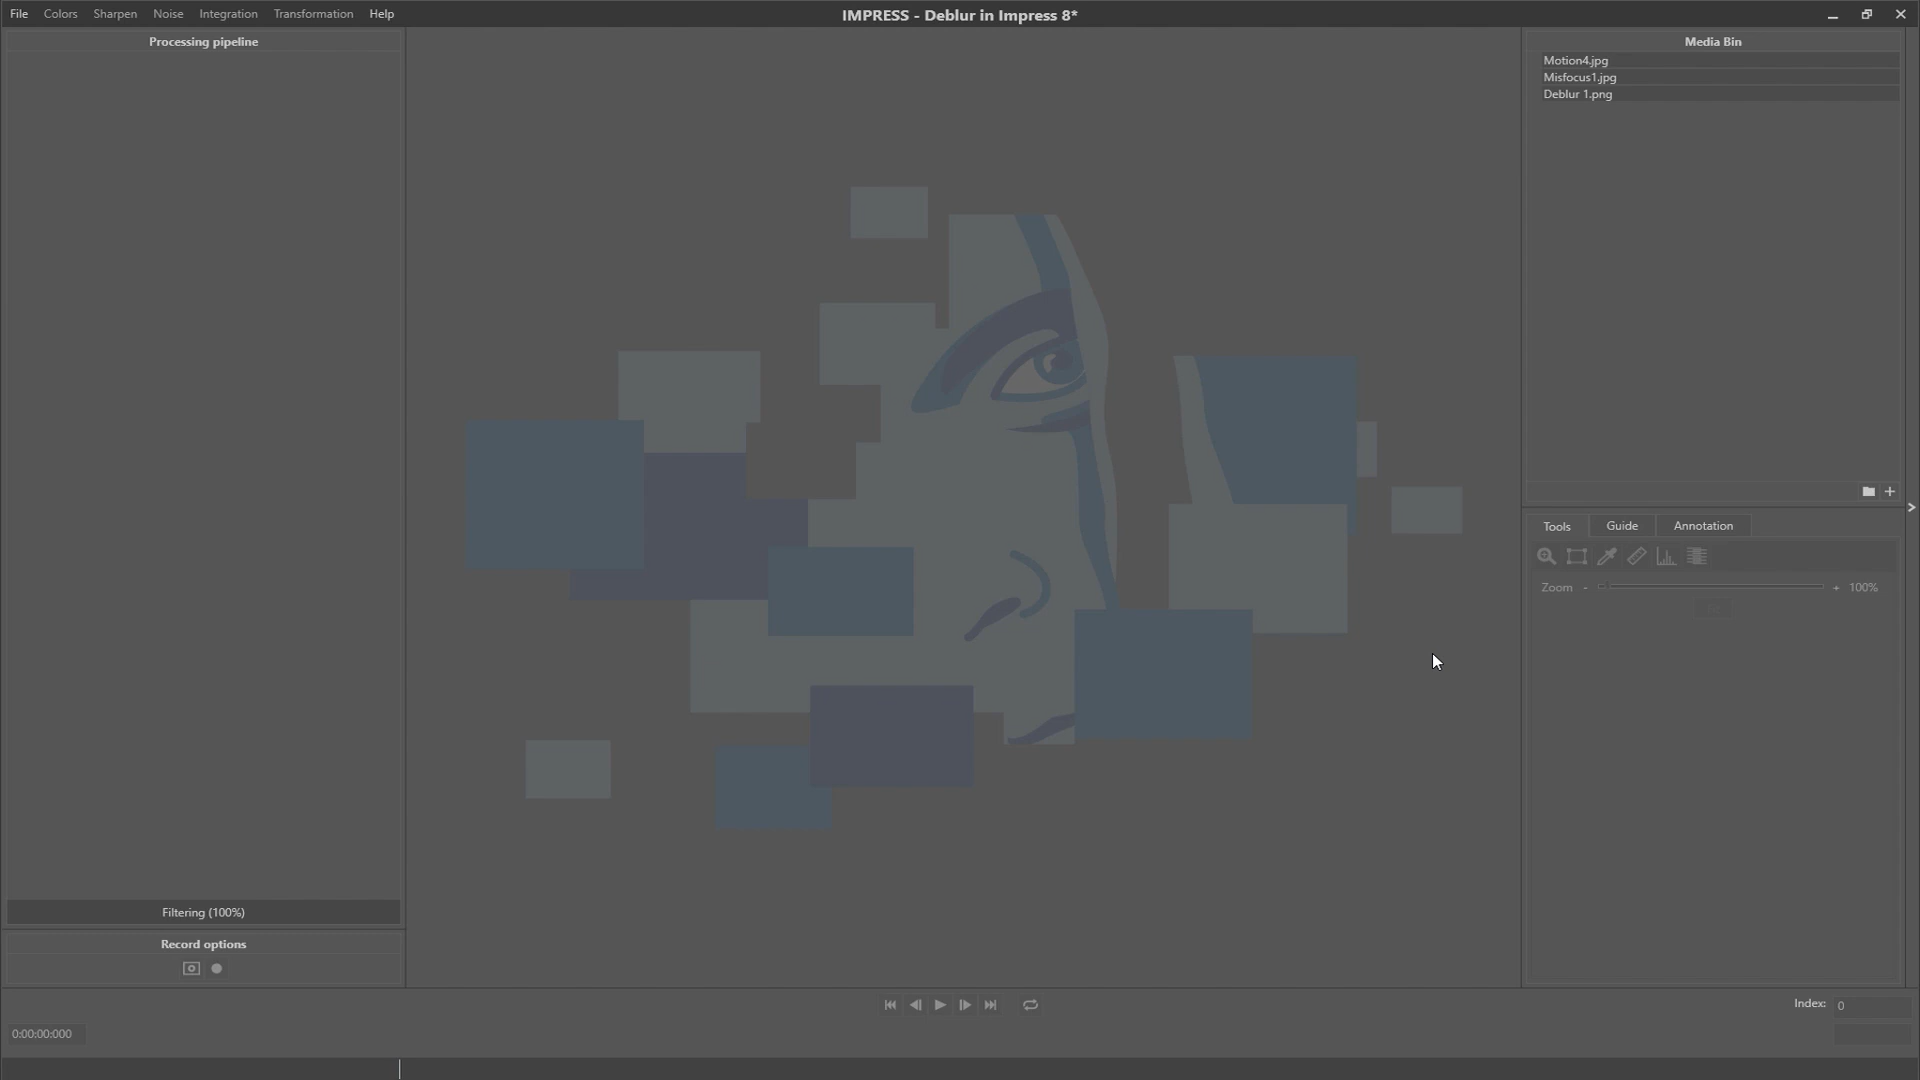 File Colors Sharpen Noise Integration Transformation Help
IMPRESS - Deblur in Impress 8*
Processing pipeline
Media Bin
Motion4.jpg
Misfocus1.jpg
Deblur 1.png
Tools Guide Annotation
Zoom - + 100%
Filtering (100%)
Record options
Index: 0
0:00:00:000